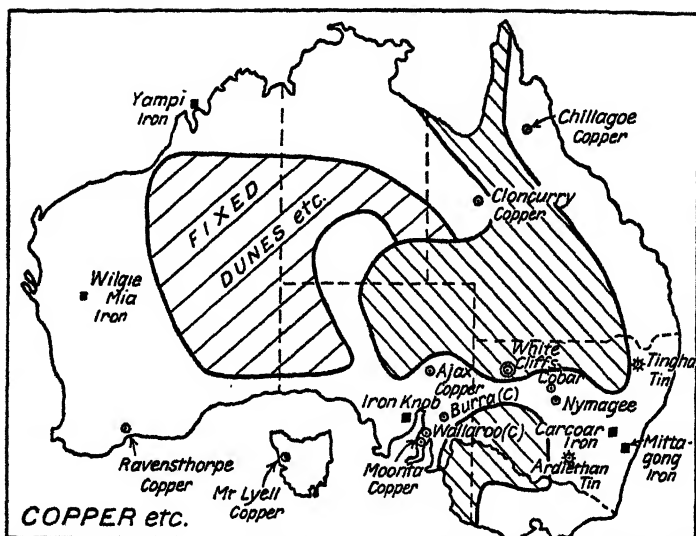 Yampi
Iron
Chillagoe
Copper
Cloncurry
Copper
FIXED
DUNES etc.
Wilgie
Mia
Iron
White
Cliffs
Tingha
Tin
Ajax
Copper
Cobar
Nymagee
Iron Knob
Burra (C)
Wallaroo (C)
Carcoar
Iron
Mitta-
gong
Iron
Moonta
Copper
Ardlethan
Tin
Ravensthorpe
Copper
Mt Lyell
Copper
COPPER etc.